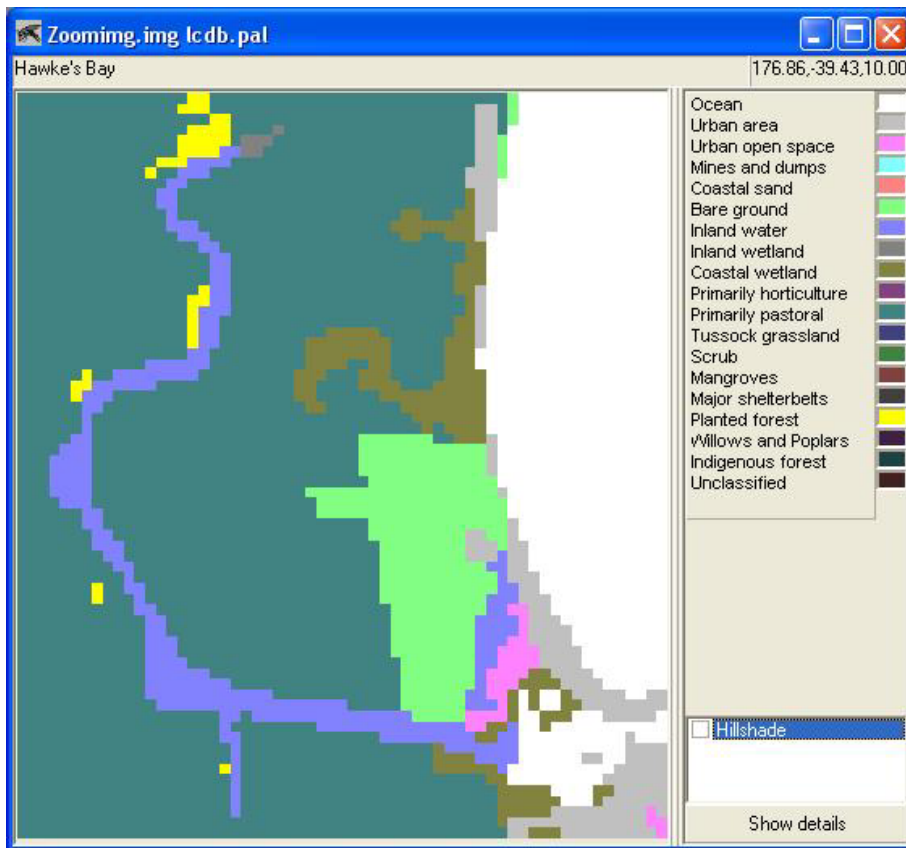 Zoomimg.img lcdb.pal
Hawke's Bay
176.86,-39.43,10.00
Ocean
Urban area
Urban open space
Mines and dumps
Coastal sand
Bare ground
Inland water
Inland wetland
Coastal wetland
Primarily horticulture
Primarily pastoral
Tussock grassland
Scrub
Mangroves
Major shelterbelts
Planted forest
Willows and Poplars
Indigenous forest
Unclassified
Hillshade
Show details